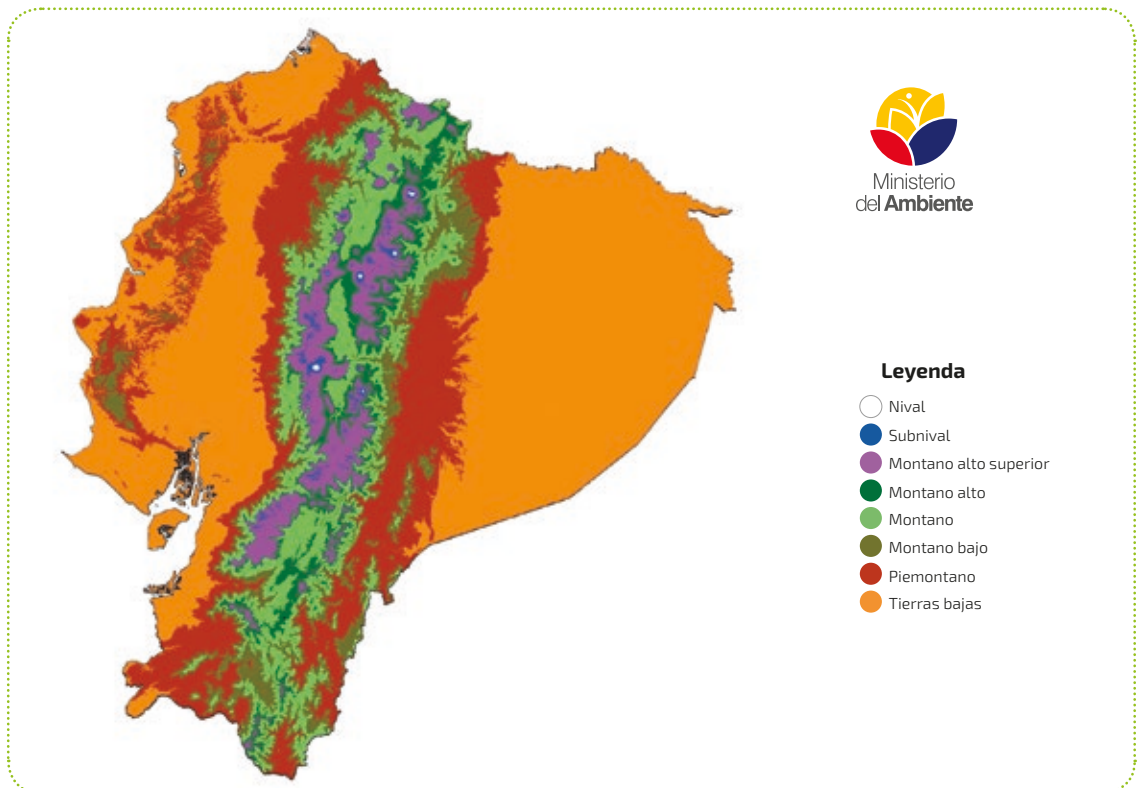 Ministerio
del Ambiente
Leyenda
Nival
Subnival
Montano alto superior
Montano alto
Montano
Montano bajo
Piemontano
Tierras bajas